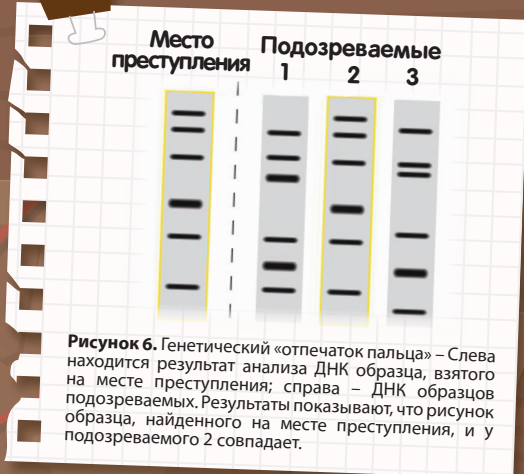 Место
преступления
Подозреваемые
1 2 3
Рисунок 6. Генетический «отпечаток пальца» – Слева
находится результат анализа ДНК образца, взятого
на месте преступления; справа – ДНК образцов
подозреваемых. Результаты показывают, что рисунок
образца, найденного на месте преступления, и у
подозреваемого 2 совпадает.